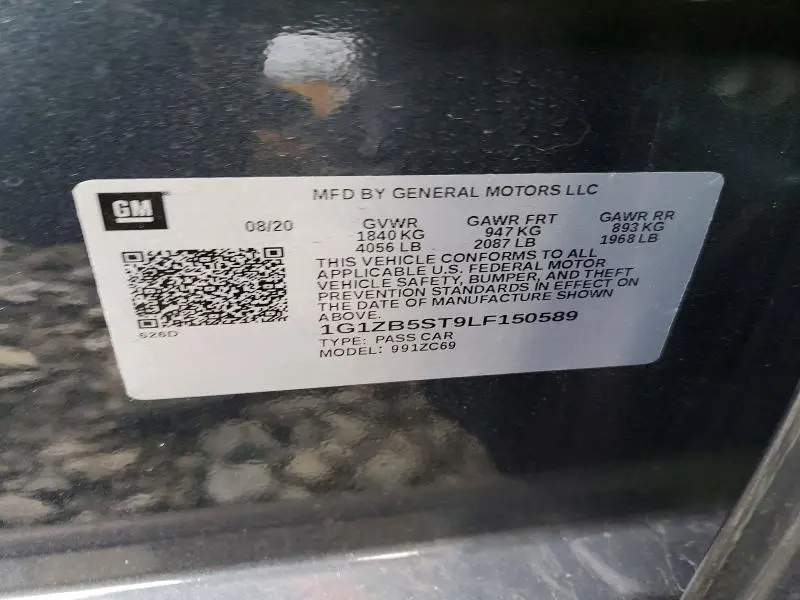 GM
MFD BY GENERAL MOTORS LLC
08/20
GVWR GAWR FRT GAWR RR
1840 KG 947 KG 893 KG
4056 LB 2087 LB 1968 LB
THIS VEHICLE CONFORMS TO ALL
APPLICABLE U.S. FEDERAL MOTOR
VEHICLE SAFETY, BUMPER, AND THEFT
PREVENTION STANDARDS IN EFFECT ON
THE DATE OF MANUFACTURE SHOWN
ABOVE.
1G1ZB5ST9LF150589
TYPE: PASS CAR
MODEL: 991ZC69
626D